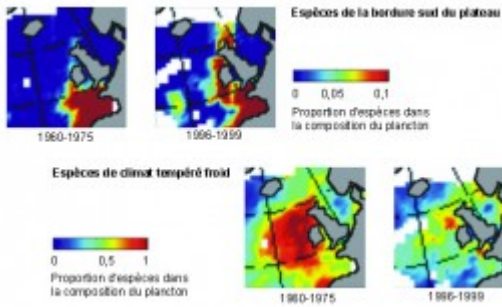 Espèces de la bordure sud du plateau
0 0,05 0,1
Proportion d'espèces dans
la composition du plancton
1960-1975
1996-1999
Espèces de climat tempéré froid
0 0,5 1
Proportion d'espèces dans
la composition du plancton
1960-1975
1996-1999